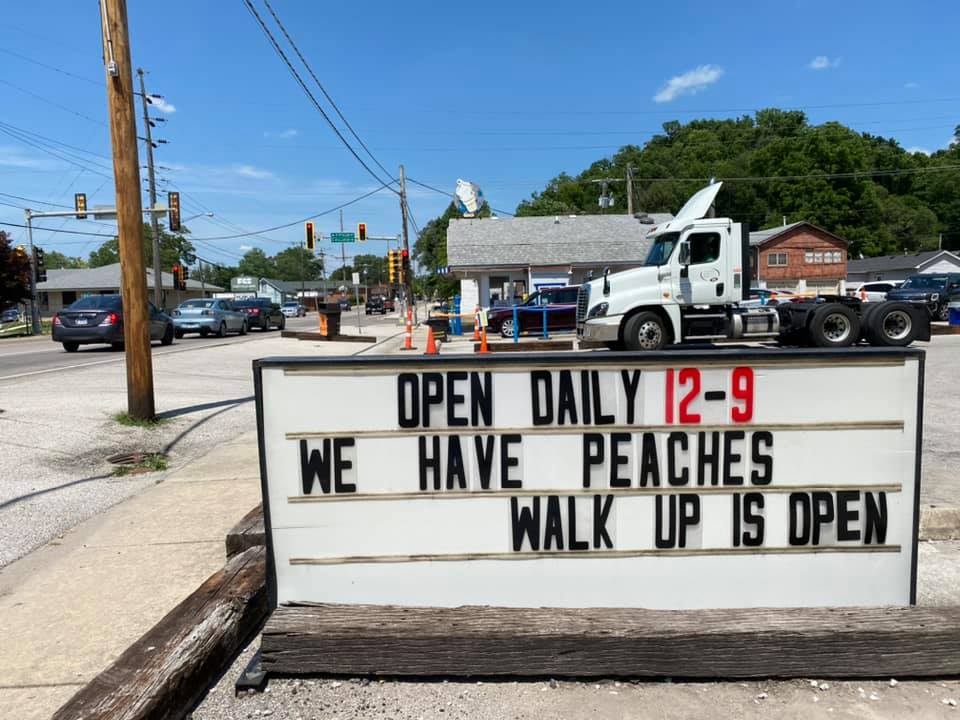 OPEN DAILY 12-9
WE HAVE PEACHES
WALK UP IS OPEN